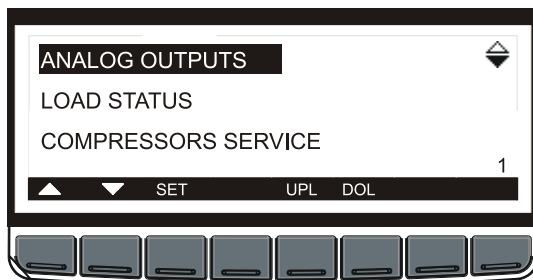 ANALOG OUTPUTS
LOAD STATUS
COMPRESSORS SERVICE
1
SET UPL DOL